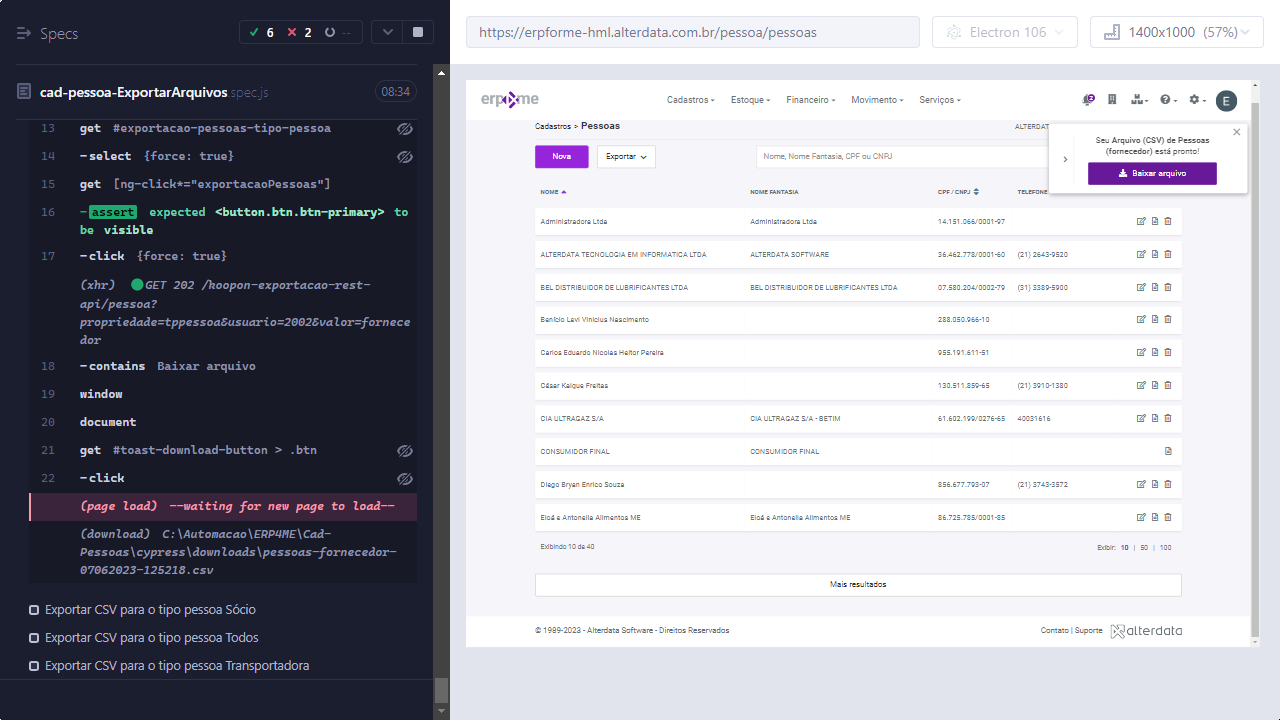 Specs
6
2
--
cad-pessoa-ExportarArquivos.spec.js
08:34
13 get #exportacao-pessoas-tipo-pessoa
14 -select {force: true}
15 get [ng-click*="exportacaoPessoas"]
16 -assert expected <button.btn.btn-primary> to
be visible
17 -click {force: true}
(xhr) GET 202 /koopon-exportacao-rest-
api/pessoa?
propriedade=tppessoa&usuario=2002&valor=fornece
dor
18 -contains Baixar arquivo
19 window
20 document
21 get #toast-download-button > .btn
22 -click
(page load) --waiting for new page to load--
(download) C:\Automacao\ERP4ME\Cad-
Pessoas\cypress\downloads\pessoas-fornecedor-
07062023-125218.csv
Exportar CSV para o tipo pessoa Sócio
Exportar CSV para o tipo pessoa Todos
Exportar CSV para o tipo pessoa Transportadora
https://erpforme-hml.alterdata.com.br/pessoa/pessoas
Electron 106
1400x1000 (57%)
erp4me
Cadastros
Estoque
Financeiro
Movimento
Serviços
2
E
Cadastros > Pessoas
ALTERDAT
Seu Arquivo (CSV) de Pessoas
(fornecedor) está pronto!
Baixar arquivo
Nova
Exportar
Nome, Nome Fantasia, CPF ou CNPJ
NOME NOME FANTASIA CPF / CNPJ TELEFONE
Administradora Ltda Administradora Ltda 14.151.066/0001-97
ALTERDATA TECNOLOGIA EM INFORMATICA LTDA ALTERDATA SOFTWARE 36.462.778/0001-60 (21) 2643-9520
BEL DISTRIBUIDOR DE LUBRIFICANTES LTDA BEL DISTRIBUIDOR DE LUBRIFICANTES LTDA 07.580.204/0002-79 (31) 3389-5900
Benício Levi Vinicius Nascimento 288.050.966-10
Carlos Eduardo Nicolas Heitor Pereira 955.191.611-51
César Kaique Freitas 130.511.859-65 (21) 3910-1380
CIA ULTRAGAZ S/A CIA ULTRAGAZ S/A - BETIM 61.602.199/0276-65 40031616
CONSUMIDOR FINAL CONSUMIDOR FINAL
Diego Bryan Enrico Souza 856.677.793-07 (21) 3743-3572
Eloá e Antonella Alimentos ME Eloá e Antonella Alimentos ME 86.725.785/0001-85
Exibindo 10 de 40
Exibir: 10 | 50 | 100
Mais resultados
© 1989-2023 - Alterdata Software - Direitos Reservados
Contato | Suporte
alterdata